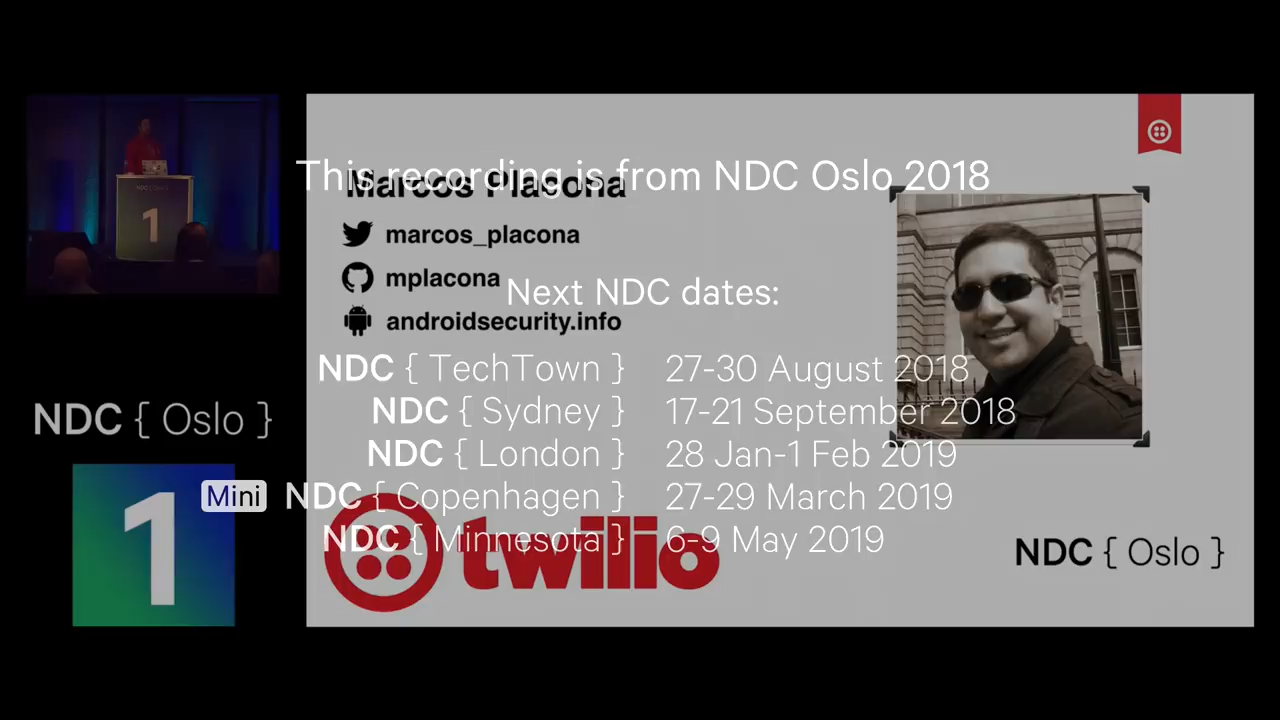 This recording is from NDC Oslo 2018
Marcos Placona
marcos_placona
mplacona
androidsecurity.info
Next NDC dates:
NDC { TechTown } 27-30 August 2018
NDC { Sydney } 17-21 September 2018
NDC { London } 28 Jan-1 Feb 2019
Mini NDC { Copenhagen } 27-29 March 2019
NDC { Minnesota } 6-9 May 2019
twilio
NDC { Oslo }
NDC { Oslo }
1
1